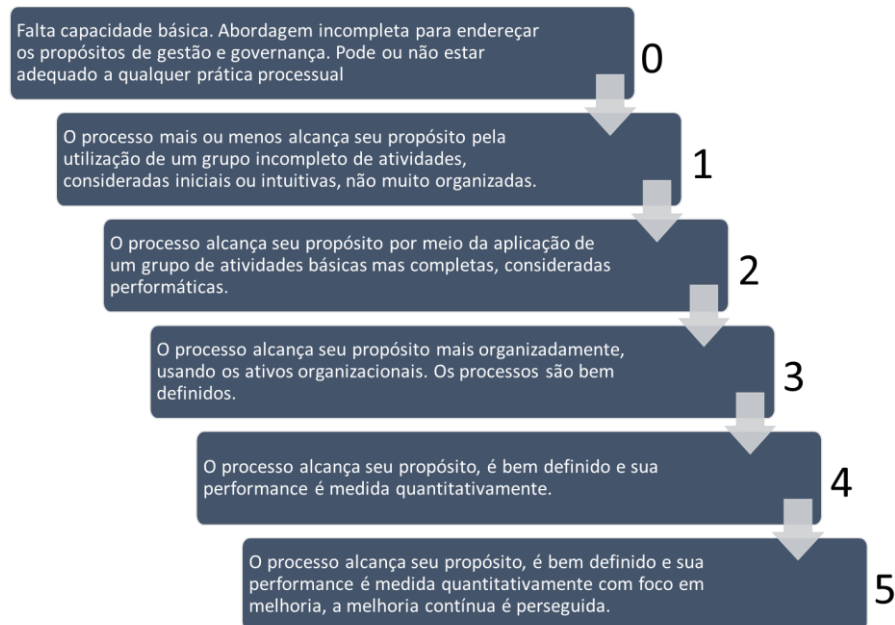 Falta capacidade básica. Abordagem incompleta para endereçar
os propósitos de gestão e governança. Pode ou não estar
adequado a qualquer prática processual
0
O processo mais ou menos alcança seu propósito pela
utilização de um grupo incompleto de atividades,
consideradas iniciais ou intuitivas, não muito organizadas.
1
O processo alcança seu propósito por meio da aplicação de
um grupo de atividades básicas mas completas, consideradas
performáticas.
2
O processo alcança seu propósito mais organizadamente,
usando os ativos organizacionais. Os processos são bem
definidos.
3
O processo alcança seu propósito, é bem definido e sua
performance é medida quantitativamente.
4
O processo alcança seu propósito, é bem definido e sua
performance é medida quantitativamente com foco em
melhoria, a melhoria contínua é perseguida.
5